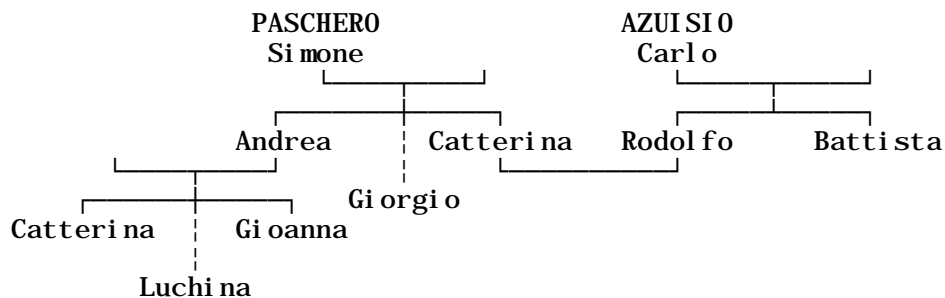 PASCHERO AZUISIO
Simone Carlo
Andrea Catterina Rodolfo Battista
Giorgio
Catterina Gioanna
Luchina